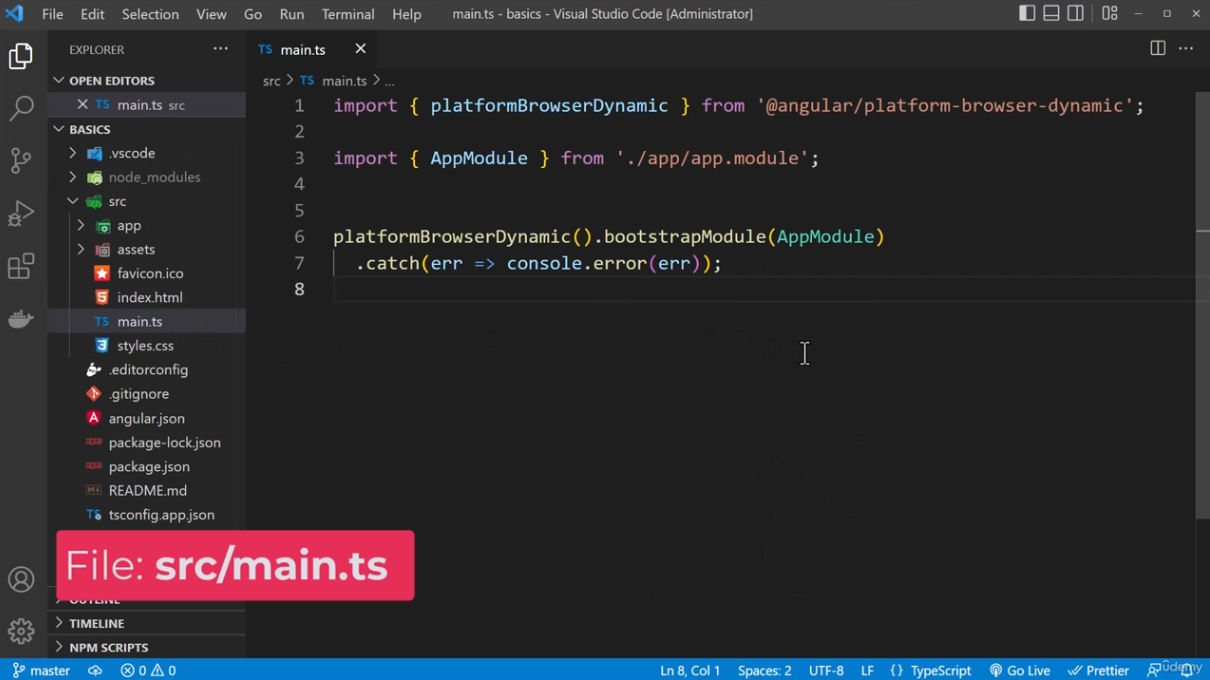 File Edit Selection View Go Run Terminal Help main.ts - basics - Visual Studio Code [Administrator]
EXPLORER
OPEN EDITORS
TS main.ts src
BASICS
.vscode
node_modules
src
app
assets
favicon.ico
index.html
TS main.ts
styles.css
.editorconfig
.gitignore
angular.json
package-lock.json
package.json
README.md
tsconfig.app.json
OUTLINE
TIMELINE
NPM SCRIPTS
TS main.ts
src > TS main.ts > ...
1 import { platformBrowserDynamic } from '@angular/platform-browser-dynamic';
2
3 import { AppModule } from './app/app.module';
4
5
6 platformBrowserDynamic().bootstrapModule(AppModule)
7 .catch(err => console.error(err));
8
File: src/main.ts
master 0 0 Ln 8, Col 1 Spaces: 2 UTF-8 LF {} TypeScript Go Live Prettier
ûdemy